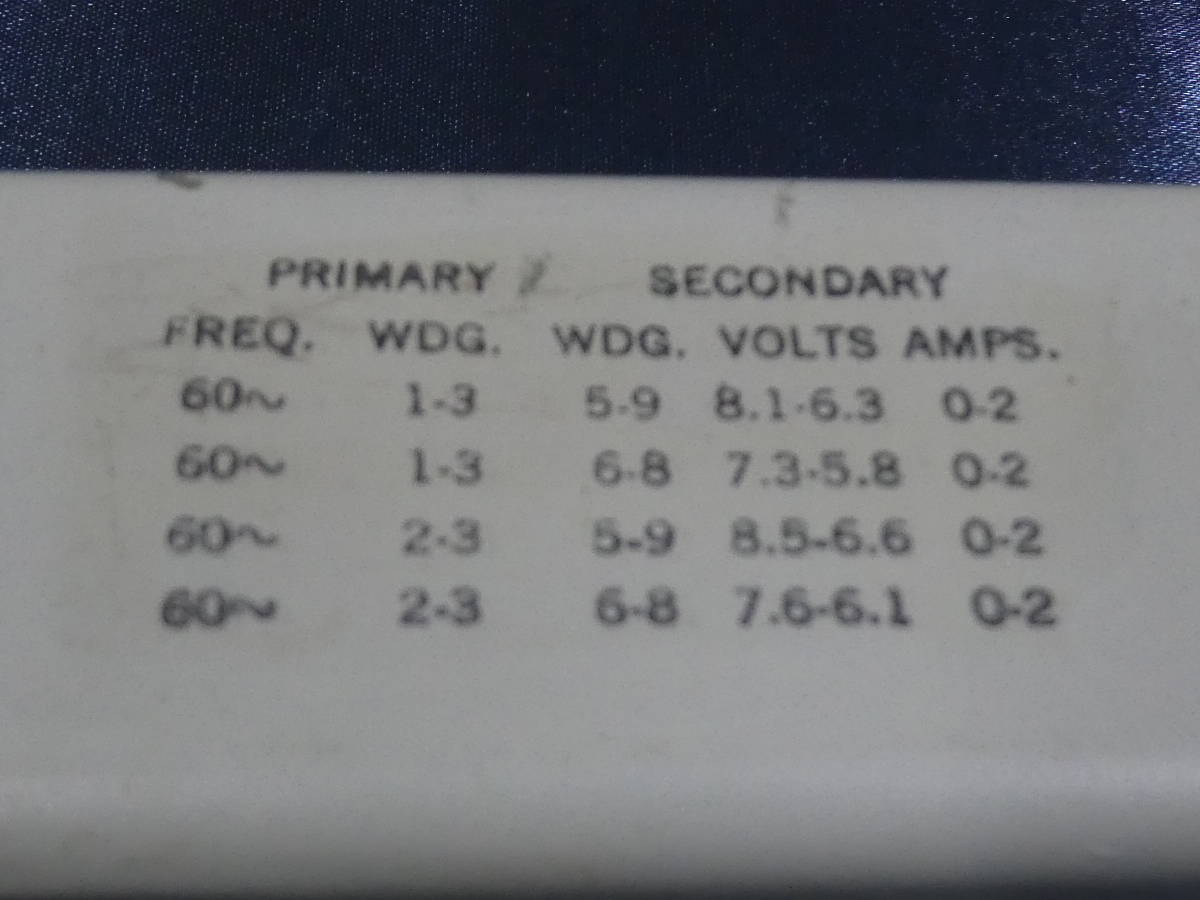 PRIMARY SECONDARY
FREQ. WDG. WDG. VOLTS AMPS.
60~ 1-3 5-9 8.1-6.3 0-2
60~ 1-3 6-8 7.3-5.8 0-2
60~ 2-3 5-9 8.5-6.6 0-2
60~ 2-3 6-8 7.6-6.1 0-2